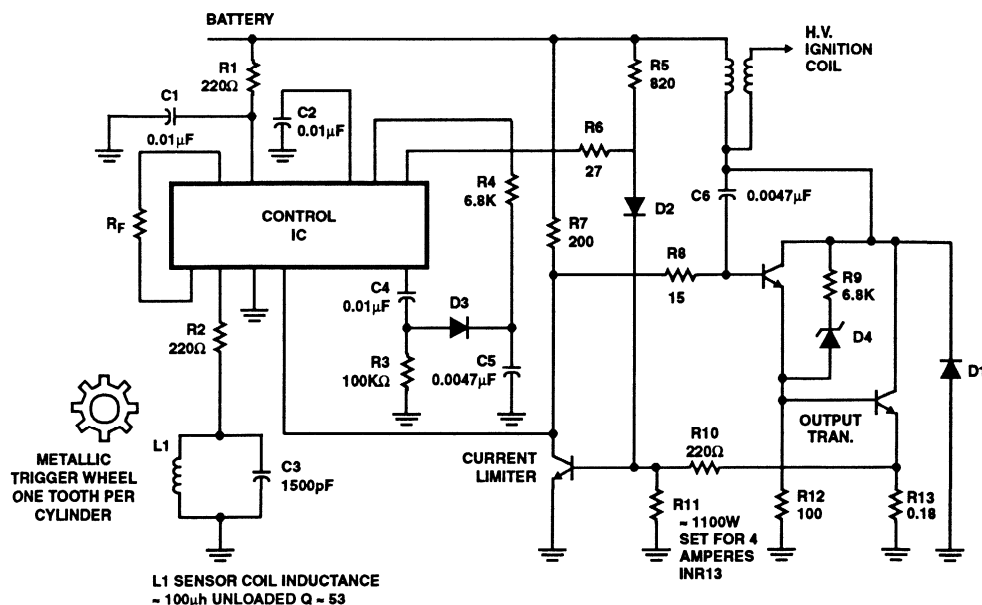 BATTERY
H.V.
IGNITION
COIL
R1
220Ω
R5
820
C1
0.01µF
C2
0.01µF
R6
27
R4
6.8K
C6
0.0047µF
D2
RF
CONTROL
IC
R7
200
R8
15
R9
6.8K
D4
C4
0.01µF
D3
R2
220Ω
R3
100KΩ
C5
0.0047µF
D1
OUTPUT
TRAN.
METALLIC
TRIGGER WHEEL
ONE TOOTH PER
CYLINDER
L1
C3
1500pF
CURRENT
LIMITER
R10
220Ω
R11
~ 1100W
SET FOR 4
AMPERES
INR13
R12
100
R13
0.18
L1 SENSOR COIL INDUCTANCE
~ 100µh UNLOADED Q ~ 53